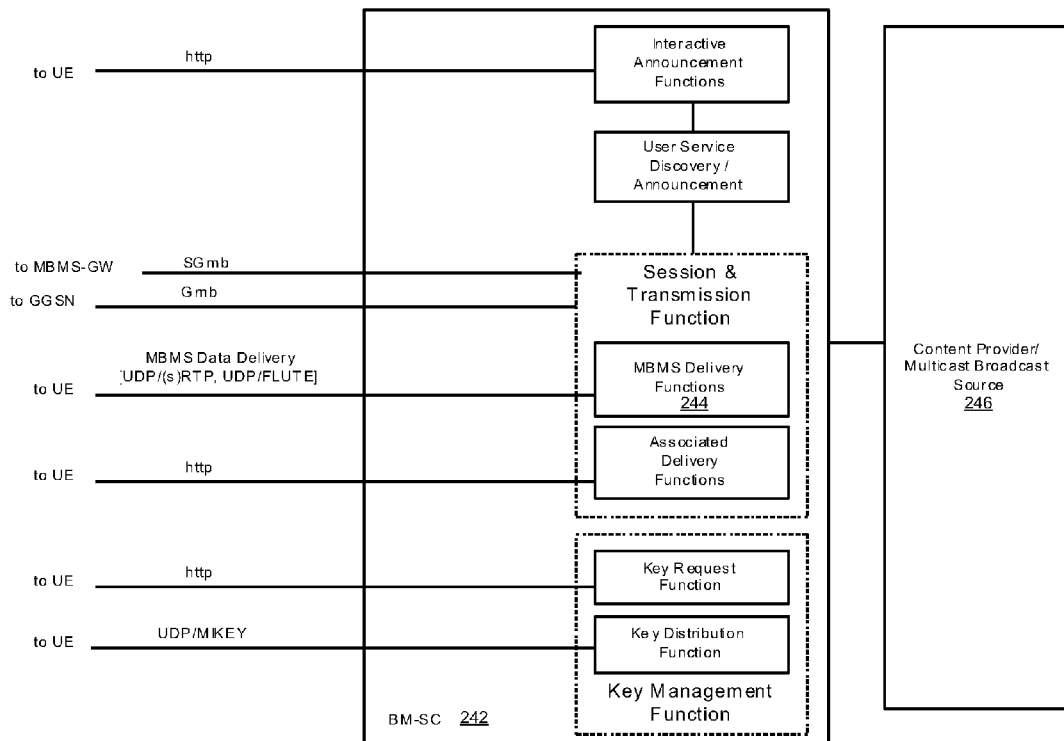 http
to UE
Interactive
Announcement
Functions
User Service
Discovery /
Announcement
to MBMS-GW
SGmb
to GGSN
Gmb
Session &
Transmission
Function
MBMS Data Delivery
[UDP/(s)RTP, UDP/FLUTE]
to UE
MBMS Delivery
Functions
244
http
to UE
Associated
Delivery
Functions
http
to UE
Key Request
Function
UDP/MIKEY
to UE
Key Distribution
Function
Key Management
Function
BM-SC 242
Content Provider/
Multicast Broadcast
Source
246